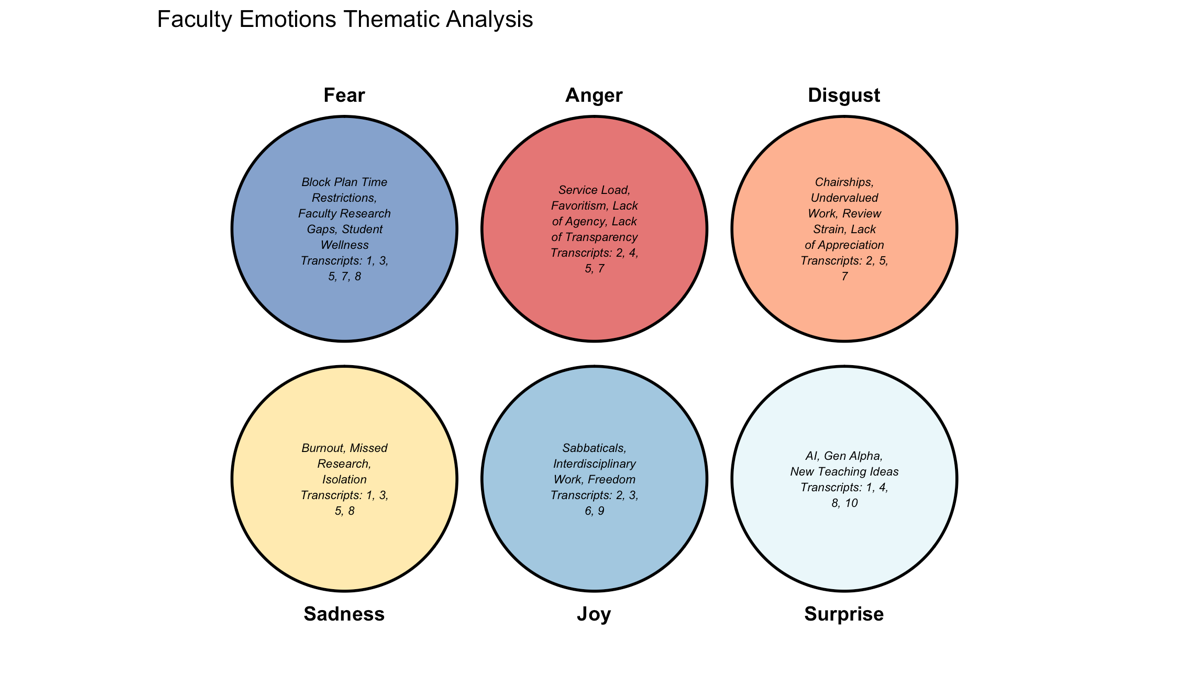 Faculty Emotions Thematic Analysis
Fear
Block Plan Time
Restrictions,
Faculty Research
Gaps, Student
Wellness
Transcripts: 1, 3,
5, 7, 8
Anger
Service Load,
Favoritism, Lack
of Agency, Lack
of Transparency
Transcripts: 2, 4,
5, 7
Disgust
Chairships,
Undervalued
Work, Review
Strain, Lack
of Appreciation
Transcripts: 2, 5,
7
Burnout, Missed
Research,
Isolation
Transcripts: 1, 3,
5, 8
Sadness
Sabbaticals,
Interdisciplinary
Work, Freedom
Transcripts: 2, 3,
6, 9
Joy
AI, Gen Alpha,
New Teaching Ideas
Transcripts: 1, 4,
8, 10
Surprise